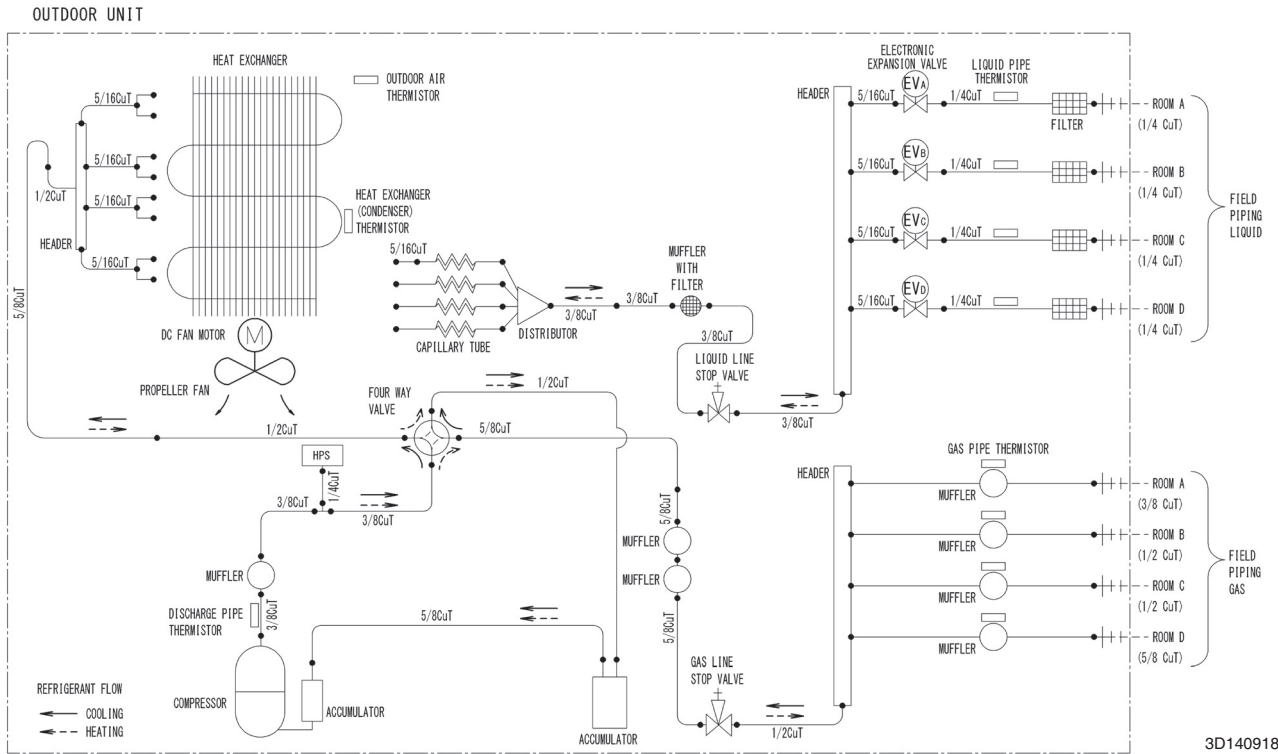 OUTDOOR UNIT
HEAT EXCHANGER
OUTDOOR AIR
THERMISTOR
5/16CuT
5/16CuT
5/16CuT
5/16CuT
1/2CuT
HEADER
5/8CuT
HEAT EXCHANGER
(CONDENSER)
THERMISTOR
DC FAN MOTOR
M
PROPELLER FAN
5/16CuT
CAPILLARY TUBE
DISTRIBUTOR
3/8CuT
3/8CuT
MUFFLER
WITH
FILTER
3/8CuT
LIQUID LINE
STOP VALVE
3/8CuT
HEADER
ELECTRONIC
EXPANSION VALVE
LIQUID PIPE
THERMISTOR
5/16CuT
EVA
1/4CuT
FILTER
ROOM A
(1/4 CuT)
5/16CuT
EVB
1/4CuT
ROOM B
(1/4 CuT)
5/16CuT
EVC
1/4CuT
ROOM C
(1/4 CuT)
5/16CuT
EVD
1/4CuT
ROOM D
(1/4 CuT)
FIELD
PIPING
LIQUID
FOUR WAY
VALVE
1/2CuT
1/2CuT
5/8CuT
HPS
1/4CuT
3/8CuT
3/8CuT
MUFFLER
DISCHARGE PIPE
THERMISTOR
3/8CuT
COMPRESSOR
ACCUMULATOR
5/8CuT
ACCUMULATOR
5/8CuT
MUFFLER
MUFFLER
5/8CuT
GAS LINE
STOP VALVE
1/2CuT
HEADER
GAS PIPE THERMISTOR
MUFFLER
ROOM A
(3/8 CuT)
MUFFLER
ROOM B
(1/2 CuT)
MUFFLER
ROOM C
(1/2 CuT)
MUFFLER
ROOM D
(5/8 CuT)
FIELD
PIPING
GAS
REFRIGERANT FLOW
COOLING
HEATING
3D140918